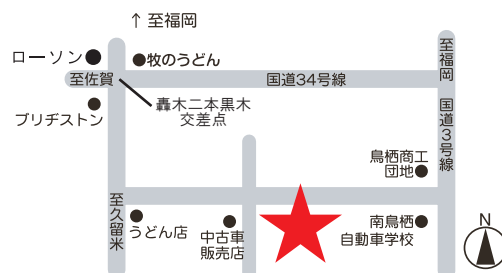 ↑ 至福岡
ローソン
牧のうどん
至佐賀
国道34号線
至福岡
ブリヂストン
轟木二本黒木
交差点
国道3号線
鳥栖商工
団地
至久留米
うどん店
中古車
販売店
南鳥栖
自動車学校
N